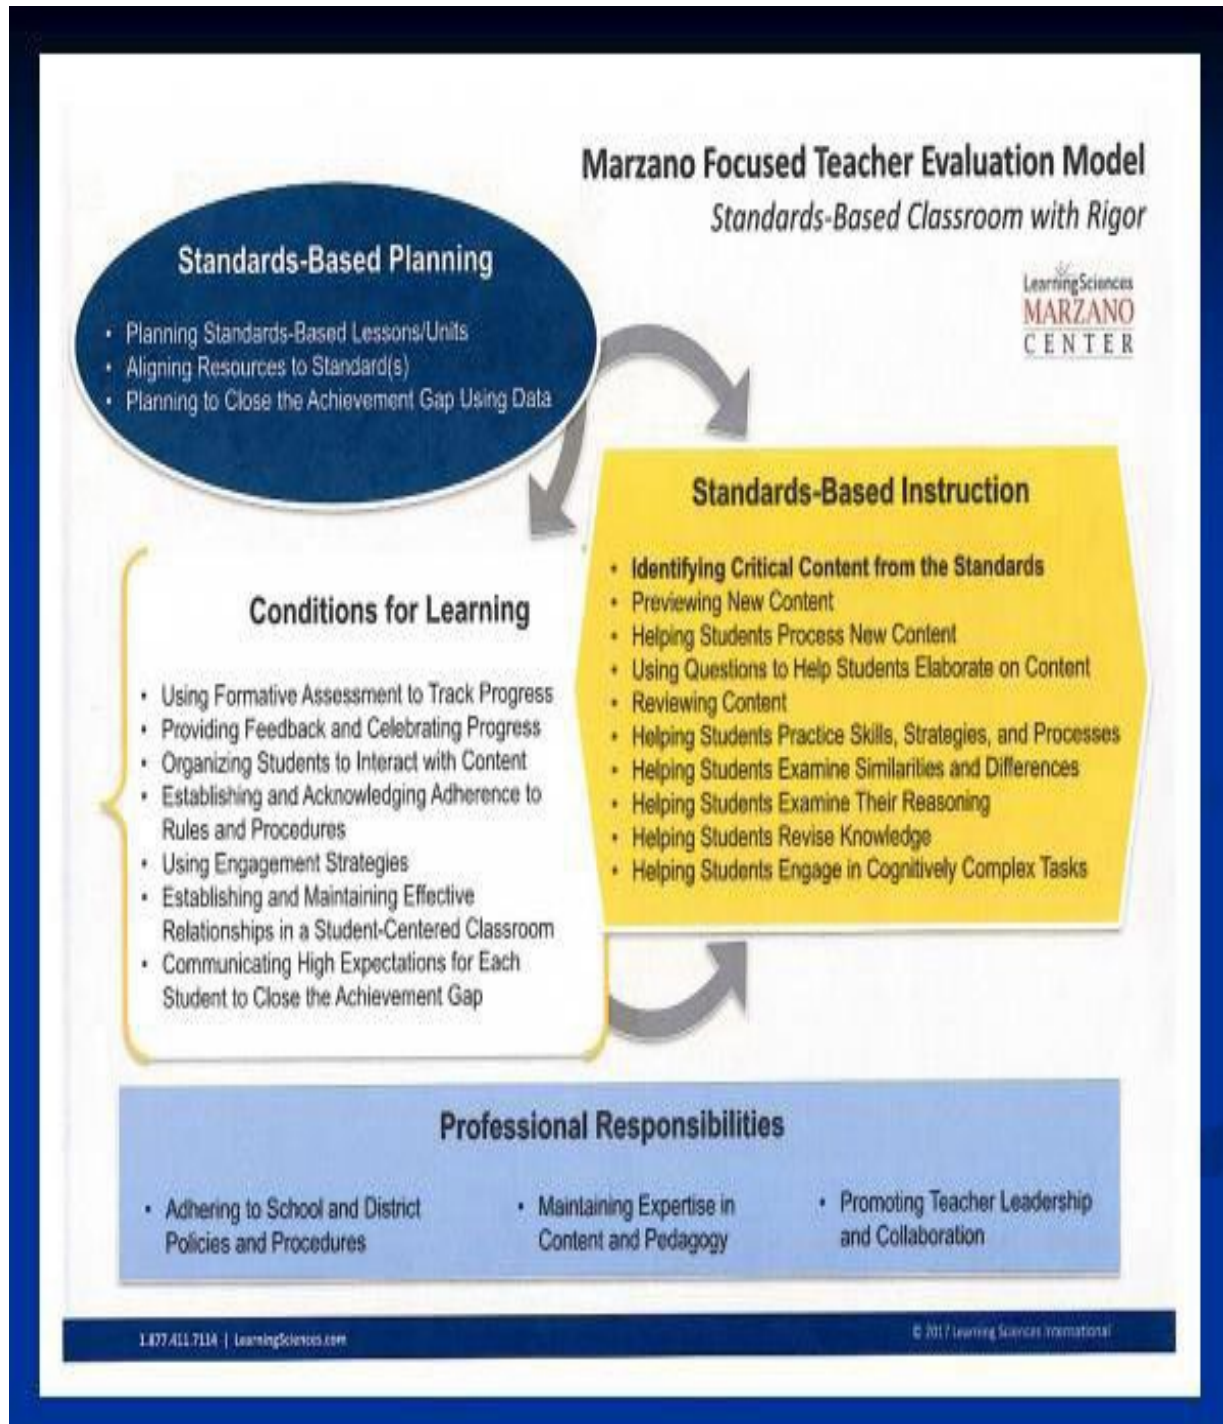 Marzano Focused Teacher Evaluation Model
Standards-Based Classroom with Rigor
LearningSciences
MARZANO
CENTER
Standards-Based Planning
• Planning Standards-Based Lessons/Units
• Aligning Resources to Standard(s)
• Planning to Close the Achievement Gap Using Data
Standards-Based Instruction
• Identifying Critical Content from the Standards
• Previewing New Content
• Helping Students Process New Content
• Using Questions to Help Students Elaborate on Content
• Reviewing Content
• Helping Students Practice Skills, Strategies, and Processes
• Helping Students Examine Similarities and Differences
• Helping Students Examine Their Reasoning
• Helping Students Revise Knowledge
• Helping Students Engage in Cognitively Complex Tasks
Conditions for Learning
• Using Formative Assessment to Track Progress
• Providing Feedback and Celebrating Progress
• Organizing Students to Interact with Content
• Establishing and Acknowledging Adherence to
Rules and Procedures
• Using Engagement Strategies
• Establishing and Maintaining Effective
Relationships in a Student-Centered Classroom
• Communicating High Expectations for Each
Student to Close the Achievement Gap
Professional Responsibilities
• Adhering to School and District
Policies and Procedures
• Maintaining Expertise in
Content and Pedagogy
• Promoting Teacher Leadership
and Collaboration
1.877.411.7114 | LearningSciences.com
© 2017 Learning Sciences International